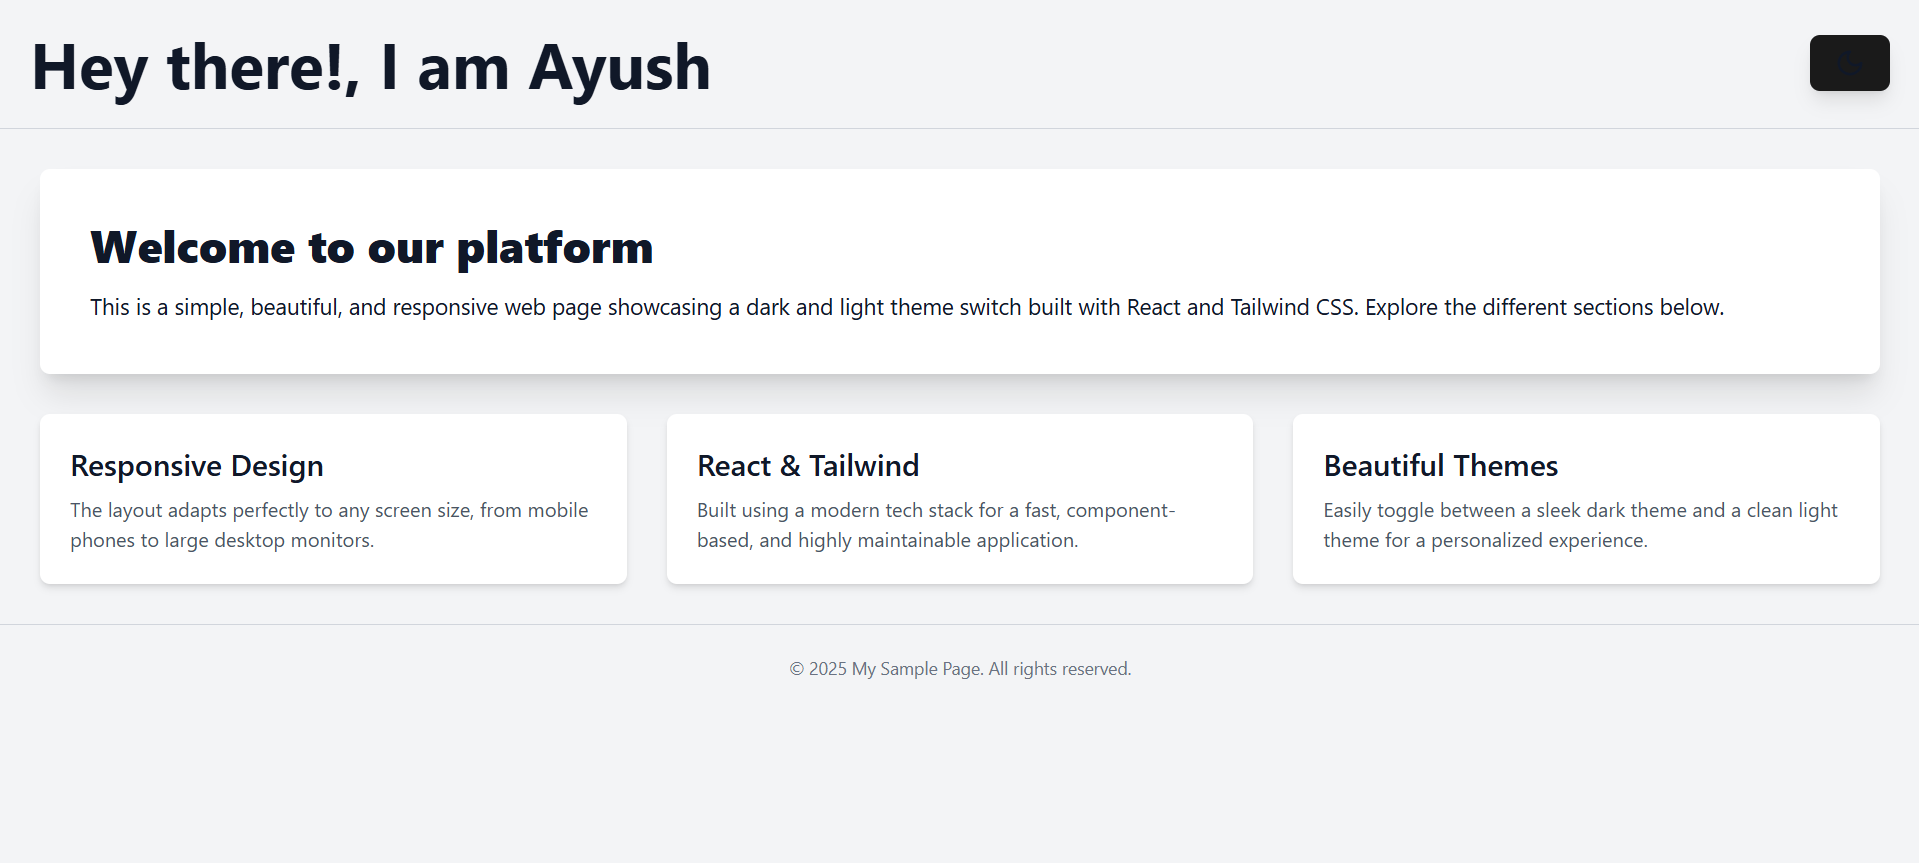 Hey there!, I am Ayush
Welcome to our platform
This is a simple, beautiful, and responsive web page showcasing a dark and light theme switch built with React and Tailwind CSS. Explore the different sections below.
Responsive Design
The layout adapts perfectly to any screen size, from mobile
phones to large desktop monitors.
React & Tailwind
Built using a modern tech stack for a fast, component-
based, and highly maintainable application.
Beautiful Themes
Easily toggle between a sleek dark theme and a clean light
theme for a personalized experience.
© 2025 My Sample Page. All rights reserved.